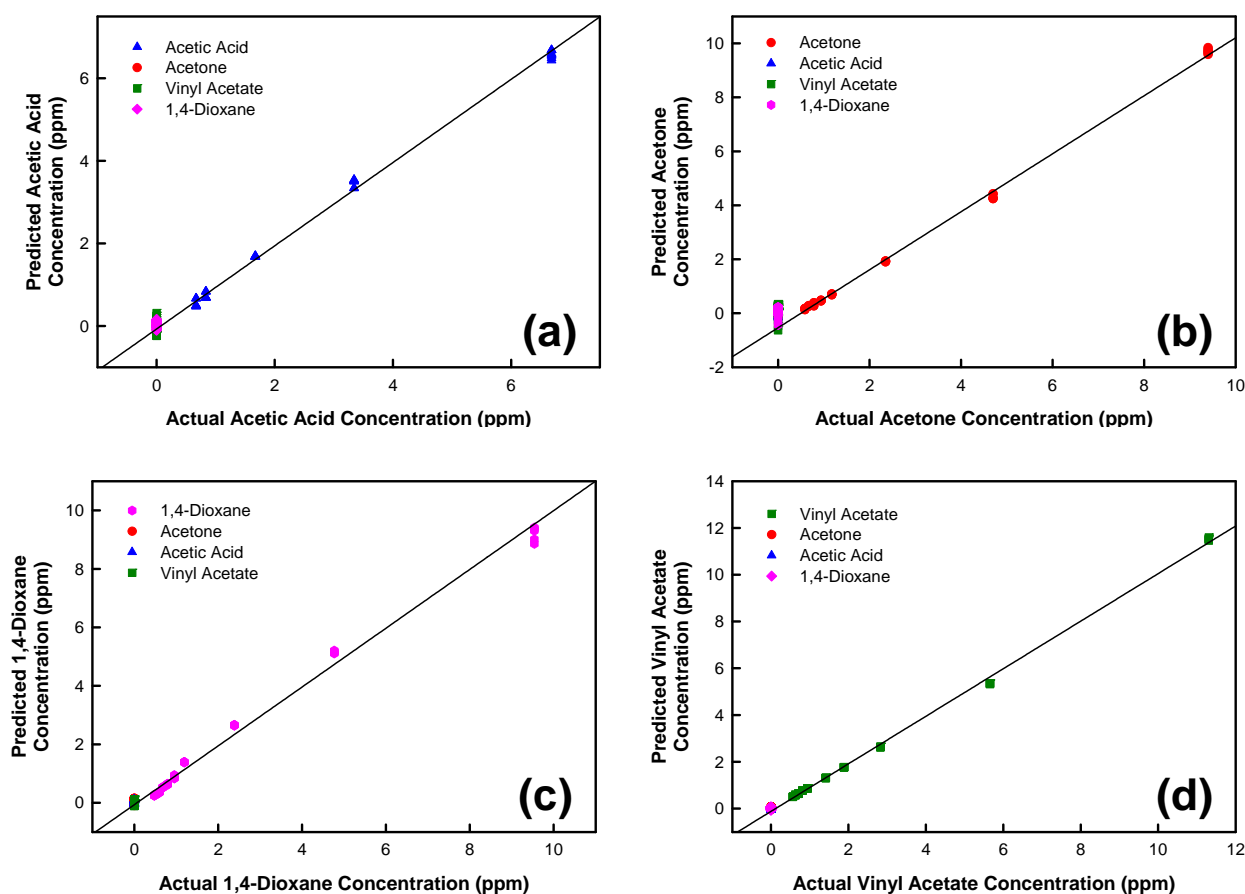 Predicted Acetic Acid
Concentration (ppm)
6
4
2
0
Acetic Acid
Acetone
Vinyl Acetate
1,4-Dioxane
(a)
0 2 4 6
Actual Acetic Acid Concentration (ppm)
Predicted Acetone
Concentration (ppm)
10
8
6
4
2
0
-2
Acetone
Acetic Acid
Vinyl Acetate
1,4-Dioxane
(b)
0 2 4 6 8 10
Actual Acetone Concentration (ppm)
Predicted 1,4-Dioxane
Concentration (ppm)
10
8
6
4
2
0
1,4-Dioxane
Acetone
Acetic Acid
Vinyl Acetate
(c)
0 2 4 6 8 10
Actual 1,4-Dioxane Concentration (ppm)
Predicted Vinyl Acetate
Concentration (ppm)
14
12
10
8
6
4
2
0
Vinyl Acetate
Acetone
Acetic Acid
1,4-Dioxane
(d)
0 2 4 6 8 10 12
Actual Vinyl Acetate Concentration (ppm)